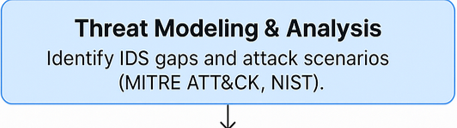 Threat Modeling & Analysis
Identify IDS gaps and attack scenarios
(MITRE ATT&CK, NIST).